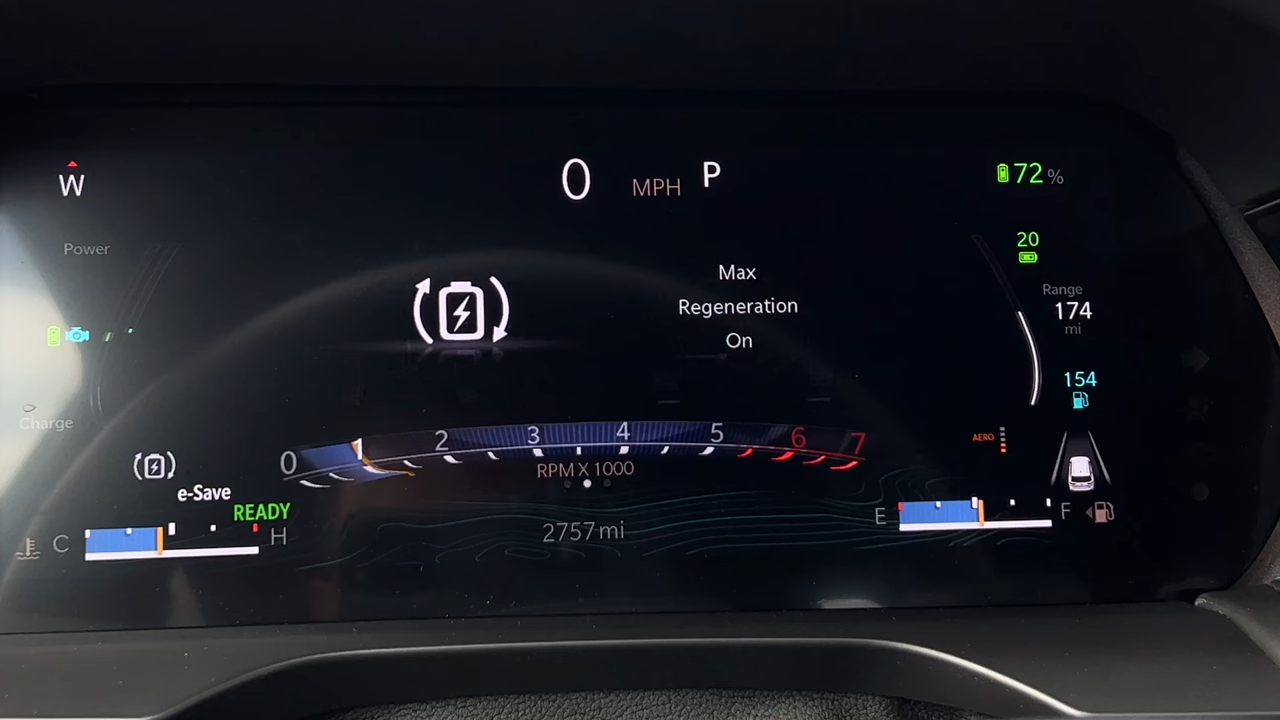 W
0 MPH P
72 %
Power
20
Max
Regeneration
On
Range
174
mi
154
Charge
0 2 3 4 5 6 7
AERO
RPM X 1000
e-Save
READY
C H
2757 mi
E F